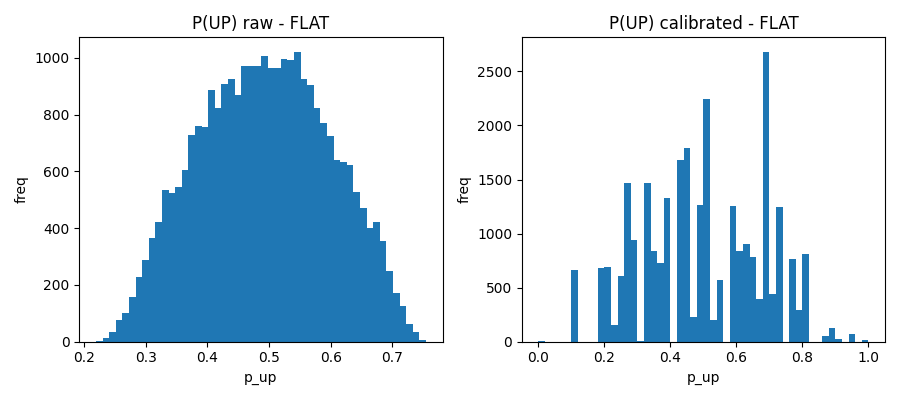 P(UP) raw - FLAT
1000
800
600
400
200
0
freq
0.2 0.3 0.4 0.5 0.6 0.7
p_up
P(UP) calibrated - FLAT
2500
2000
1500
1000
500
0
freq
0.0 0.2 0.4 0.6 0.8 1.0
p_up